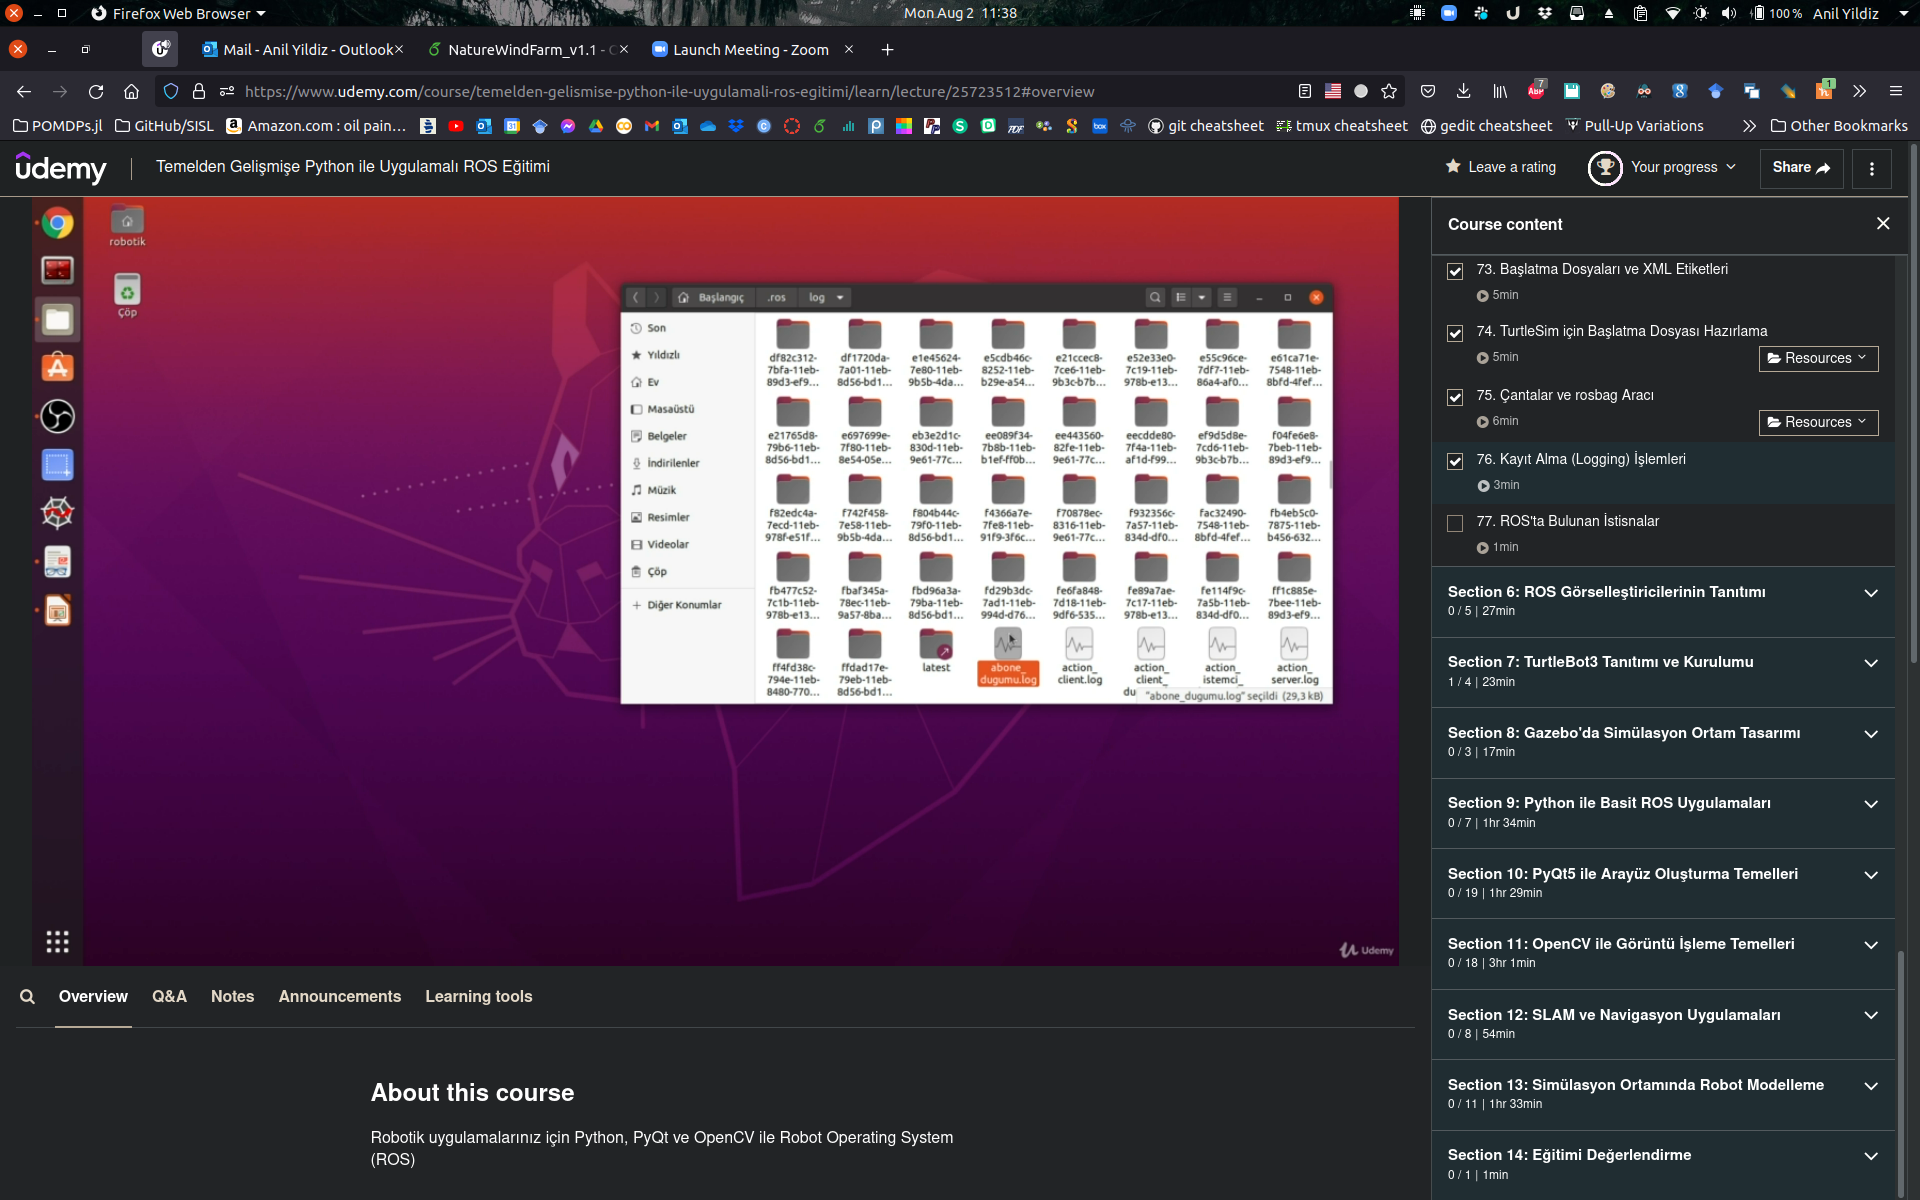 Firefox Web Browser
Mon Aug 2 11:38
100 %
Anil Yildiz
Mail - Anil Yildiz - Outlook
NatureWindFarm_v1.1 -
Launch Meeting - Zoom
https://www.udemy.com/course/temelden-gelismise-python-ile-uygulamali-ros-egitimi/learn/lecture/25723512#overview
POMDPs.jl
GitHub/SISL
Amazon.com : oil pain...
git cheatsheet
tmux cheatsheet
gedit cheatsheet
Pull-Up Variations
Other Bookmarks
udemy
Temelden Gelişmişe Python ile Uygulamalı ROS Eğitimi
Leave a rating
Your progress
Share
robotik
Çöp
Başlangıç
.ros
log
Son
Yıldızlı
Ev
Masaüstü
Belgeler
İndirilenler
Müzik
Resimler
Videolar
Çöp
+ Diğer Konumlar
df82c312- df1720da- e1e45624- e5cdb46c- e21ccec8- e52e33e0- e55c96ce- e61ca71e-
7bfa-11eb- 7a01-11eb- 7e80-11eb- 8252-11eb- 7ce6-11eb- 7c19-11eb- 7df7-11eb- 7548-11eb-
89d3-ef9... 8d56-bd1... 9b5b-4da... b29e-a54... 9b3c-b7b... 978b-e13... 86a4-af0... 8bfd-4fef...
e21765d8- e697699e- eb3e2d1c- ee089f34- ee443560- eecdde80- ef9d5d8e- f04fe6e8-
79b6-11eb- 7f80-11eb- 830d-11eb- 7b8b-11eb- 82fe-11eb- 7f4a-11eb- 7cd6-11eb- 7beb-11eb-
8d56-bd1... 8e54-05e... 9e61-77c... b1ef-ff0b... 9e61-77c... af1d-f99... 9b3c-b7b... 89d3-ef9...
f82edc4a- f742f458- f804b44c- f4366a7e- f70878ec- f932356c- fac32490- fb4eb5c0-
7ecd-11eb- 7e58-11eb- 79f0-11eb- 7fe8-11eb- 8316-11eb- 7a57-11eb- 7548-11eb- 7875-11eb-
978f-e51f... 9b5b-4da... 8d56-bd1... 91f9-3f6c... 9e61-77c... 834d-df0... 8bfd-4fef... b456-632...
fb477c52- fbaf345a- fbd96a3a- fd29b3dc- fe6fa848- fe89a7ae- fe114f9c- ff1c885e-
7c1b-11eb- 78ec-11eb- 79ba-11eb- 7ad1-11eb- 7d18-11eb- 7c17-11eb- 7a5b-11eb- 7bee-11eb-
978b-e13... 9a57-8ba... 8d56-bd1... 994d-d76... 9df6-535... 978b-e13... 834d-df0... 89d3-ef9...
ff4fd38c- ffdad17e- latest abone_ action_ action_ action_ action_
794e-11eb- 79eb-11eb- dugumu.log client.log client_ istemci_ server.log
8480-770... 8d56-bd1... du
"abone_dugumu.log" seçildi (29,3 kB)
Udemy
Course content
73. Başlatma Dosyaları ve XML Etiketleri
5min
74. TurtleSim için Başlatma Dosyası Hazırlama
5min
Resources
75. Çantalar ve rosbag Aracı
6min
Resources
76. Kayıt Alma (Logging) İşlemleri
3min
77. ROS'ta Bulunan İstisnalar
1min
Section 6: ROS Görselleştiricilerinin Tanıtımı
0 / 5 | 27min
Section 7: TurtleBot3 Tanıtımı ve Kurulumu
1 / 4 | 23min
Section 8: Gazebo'da Simülasyon Ortam Tasarımı
0 / 3 | 17min
Section 9: Python ile Basit ROS Uygulamaları
0 / 7 | 1hr 34min
Section 10: PyQt5 ile Arayüz Oluşturma Temelleri
0 / 19 | 1hr 29min
Section 11: OpenCV ile Görüntü İşleme Temelleri
0 / 18 | 3hr 1min
Section 12: SLAM ve Navigasyon Uygulamaları
0 / 8 | 54min
Section 13: Simülasyon Ortamında Robot Modelleme
0 / 11 | 1hr 33min
Section 14: Eğitimi Değerlendirme
0 / 1 | 1min
Overview
Q&A
Notes
Announcements
Learning tools
About this course
Robotik uygulamalarınız için Python, PyQt ve OpenCV ile Robot Operating System
(ROS)